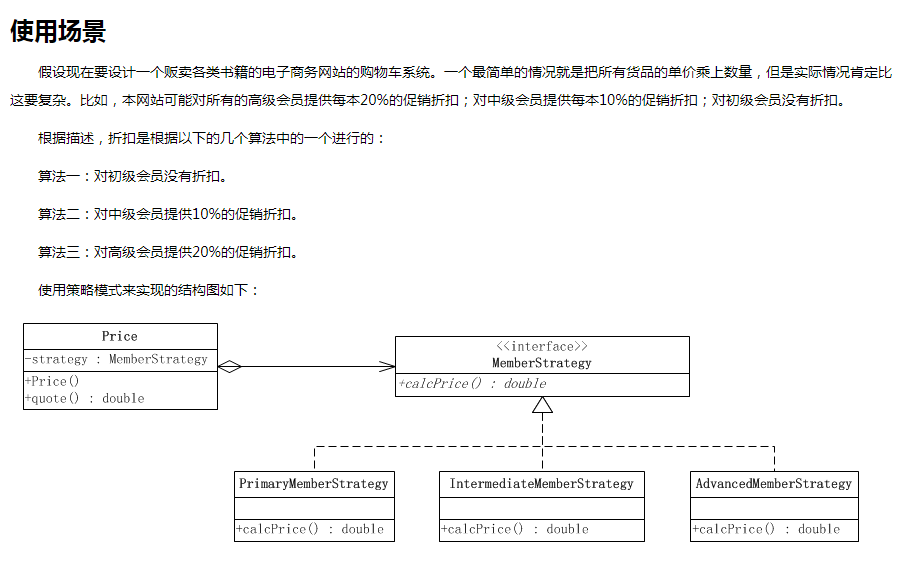 使用场景
假设现在要设计一个贩卖各类书籍的电子商务网站的购物车系统。一个最简单的情况就是把所有货品的单价乘上数量，但是实际情况肯定比
这要复杂。比如，本网站可能对所有的高级会员提供每本20%的促销折扣；对中级会员提供每本10%的促销折扣；对初级会员没有折扣。
根据描述，折扣是根据以下的几个算法中的一个进行的：
算法一：对初级会员没有折扣。
算法二：对中级会员提供10%的促销折扣。
算法三：对高级会员提供20%的促销折扣。
使用策略模式来实现的结构图如下：
Price
-strategy : MemberStrategy
+Price()
+quote() : double
<<interface>>
MemberStrategy
+calcPrice() : double
PrimaryMemberStrategy
+calcPrice() : double
IntermediateMemberStrategy
+calcPrice() : double
AdvancedMemberStrategy
+calcPrice() : double